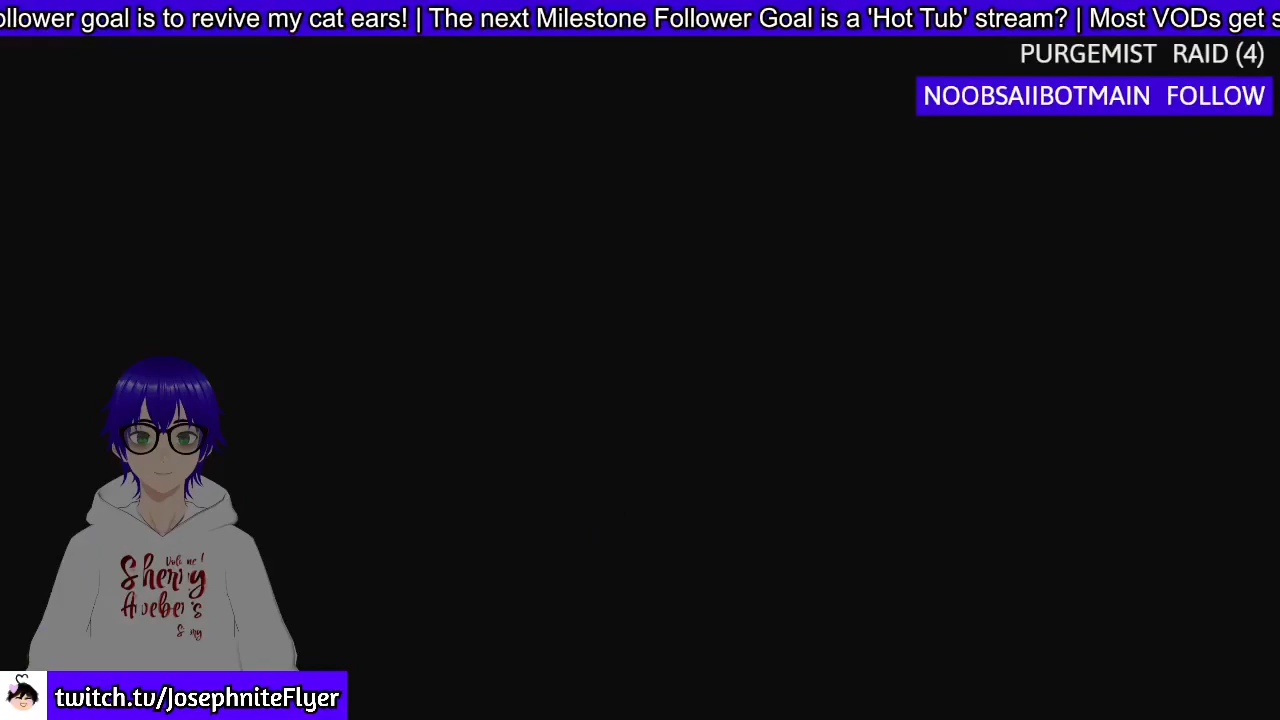 ollower goal is to revive my cat ears! | The next Milestone Follower Goal is a 'Hot Tub' stream? | Most VODs get s
PURGEMIST RAID (4)
NOOBSAIIBOTMAIN FOLLOW
Sherry
twitch.tv/JosephniteFlyer